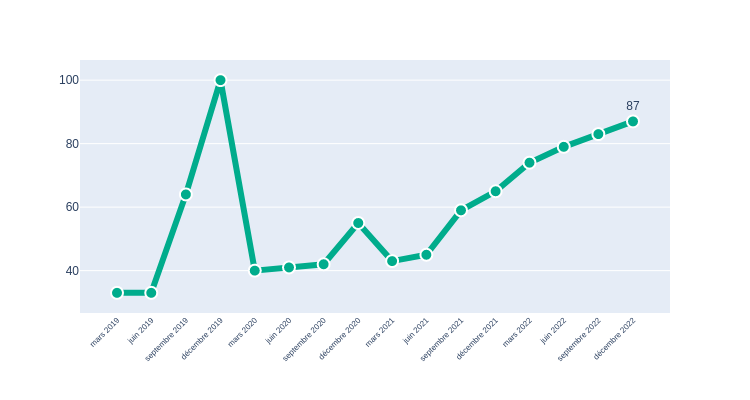 100
80
60
40
87
mars 2019
juin 2019
septembre 2019
décembre 2019
mars 2020
juin 2020
septembre 2020
décembre 2020
mars 2021
juin 2021
septembre 2021
décembre 2021
mars 2022
juin 2022
septembre 2022
décembre 2022